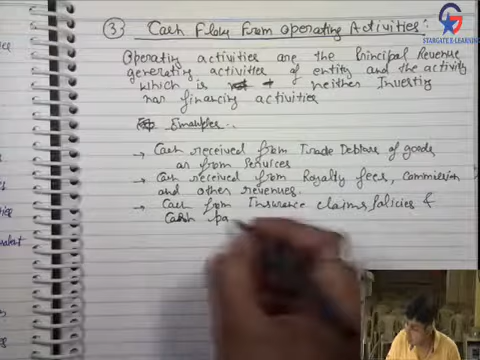 STARGATE E-LEARNING
③ Cash Flow From Operating Activities:
Operating activities are the Principal Revenue
generating activities of entity and the activity
which is neither Investing
nor financing activities
Examples..
→ Cash received from Trade Debtors of goods
or from Services
→ Cash received from Royalty fees, Commission
and other revenues.
→ Cash from Insurance claims, Policies &
Cash pa